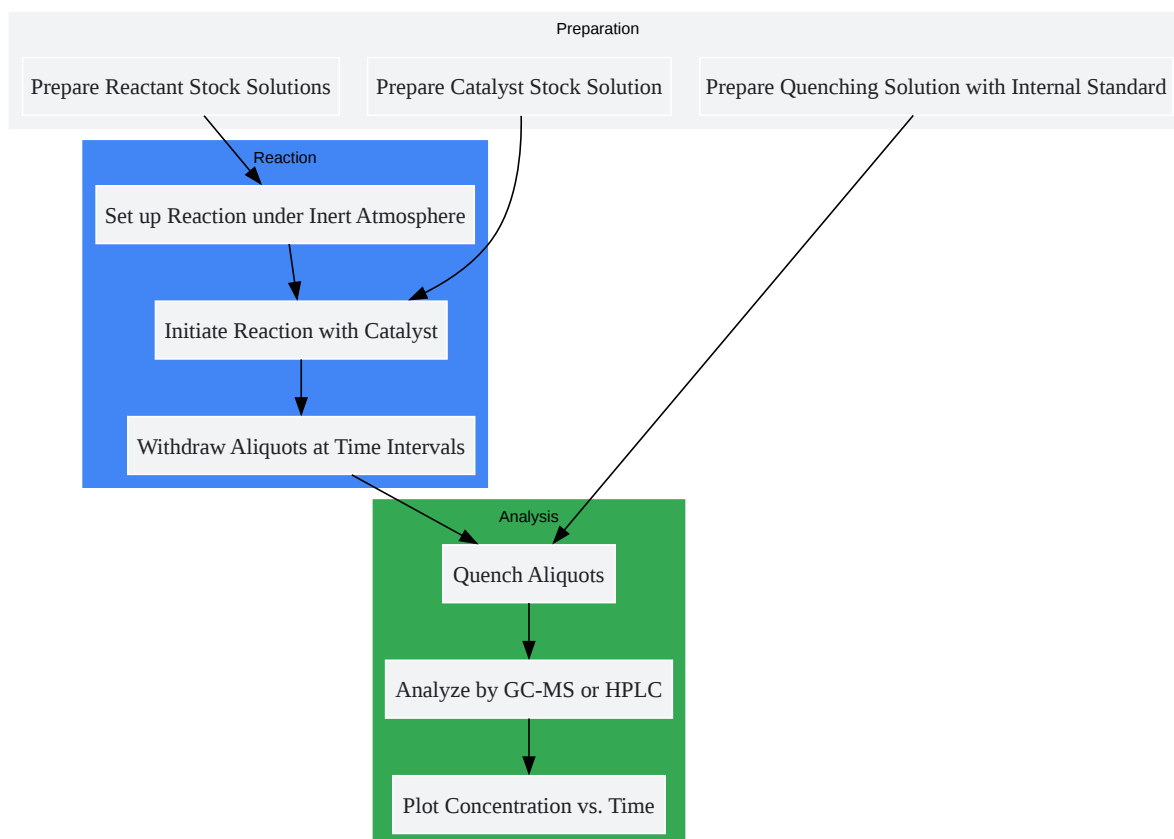 Preparation
Prepare Reactant Stock Solutions
Prepare Catalyst Stock Solution
Prepare Quenching Solution with Internal Standard
Reaction
Set up Reaction under Inert Atmosphere
Initiate Reaction with Catalyst
Withdraw Aliquots at Time Intervals
Analysis
Quench Aliquots
Analyze by GC-MS or HPLC
Plot Concentration vs. Time